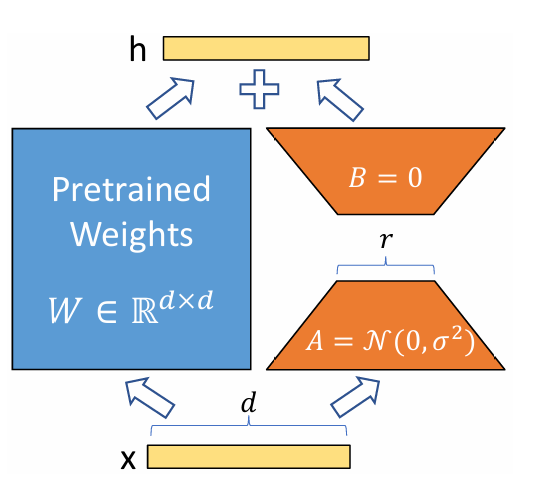 h
Pretrained
Weights
W ∈ ℝ^{d×d}
B = 0
r
A = 𝒩(0, σ²)
d
x